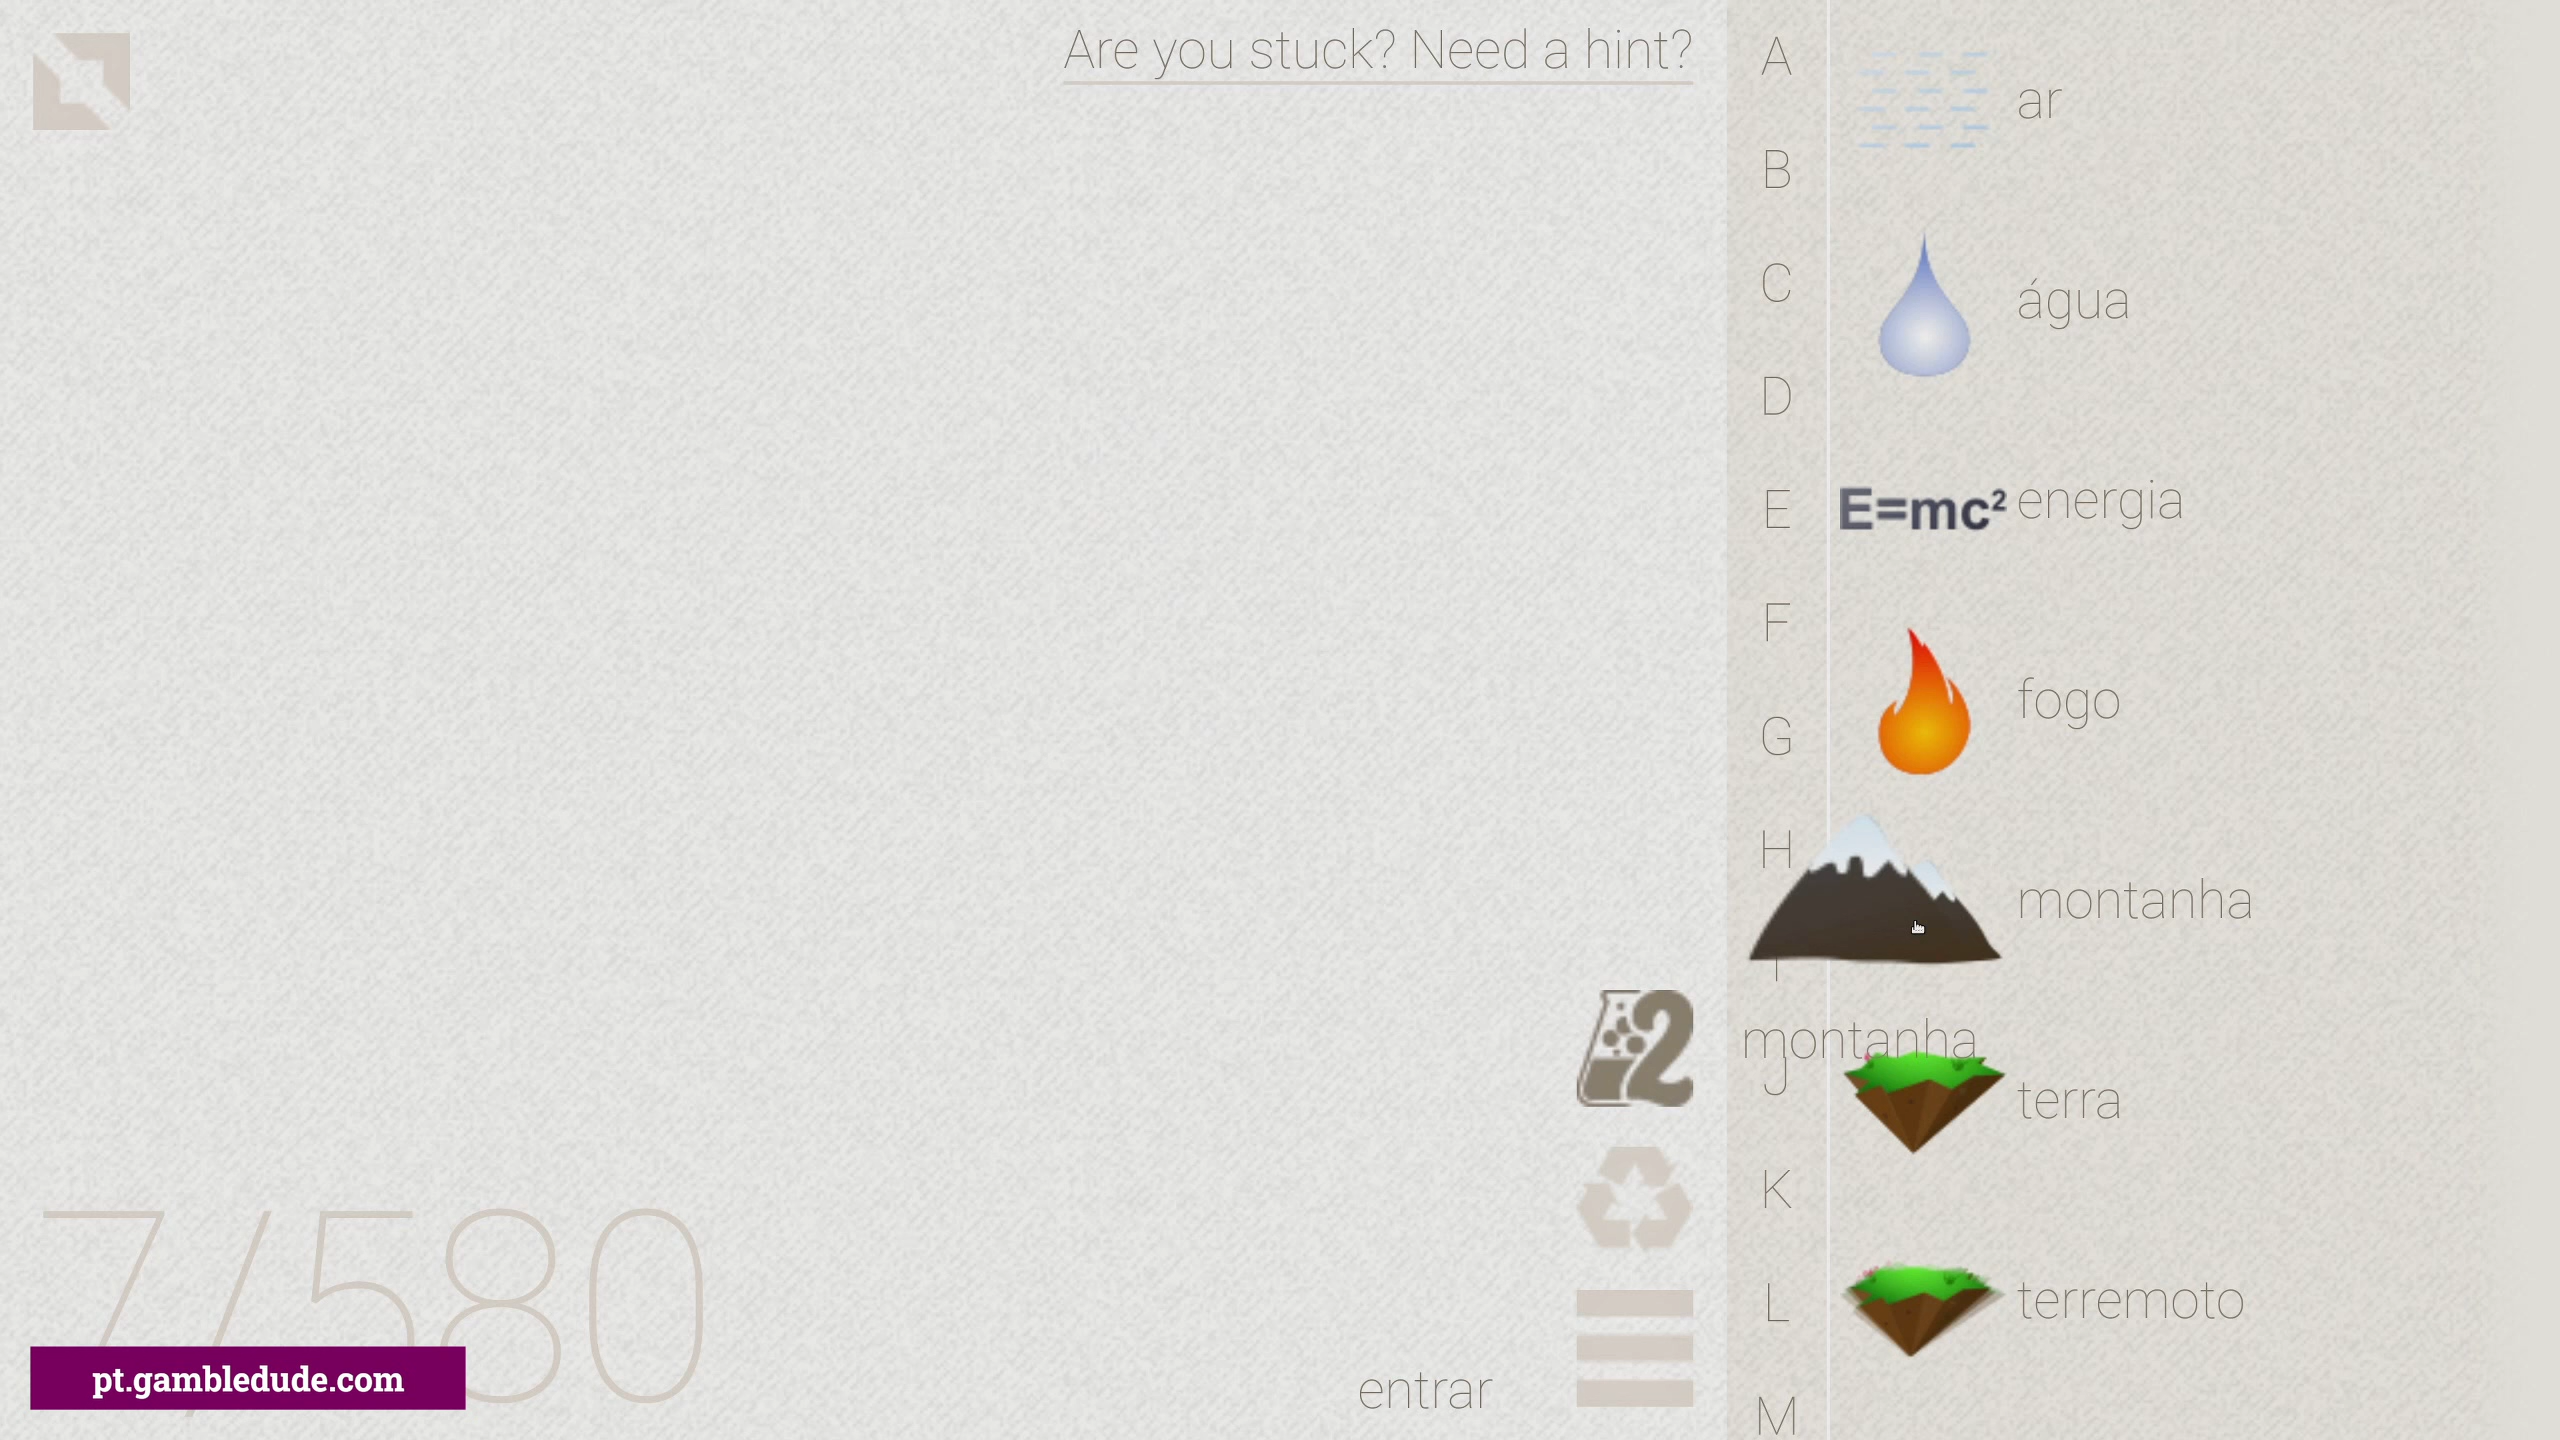 Are you stuck? Need a hint?
A
B
C
D
E
F
G
H
I
J
K
L
M
ar
água
E=mc²
energia
fogo
montanha
montanha
terra
terremoto
2
7/580
pt.gambledude.com
entrar